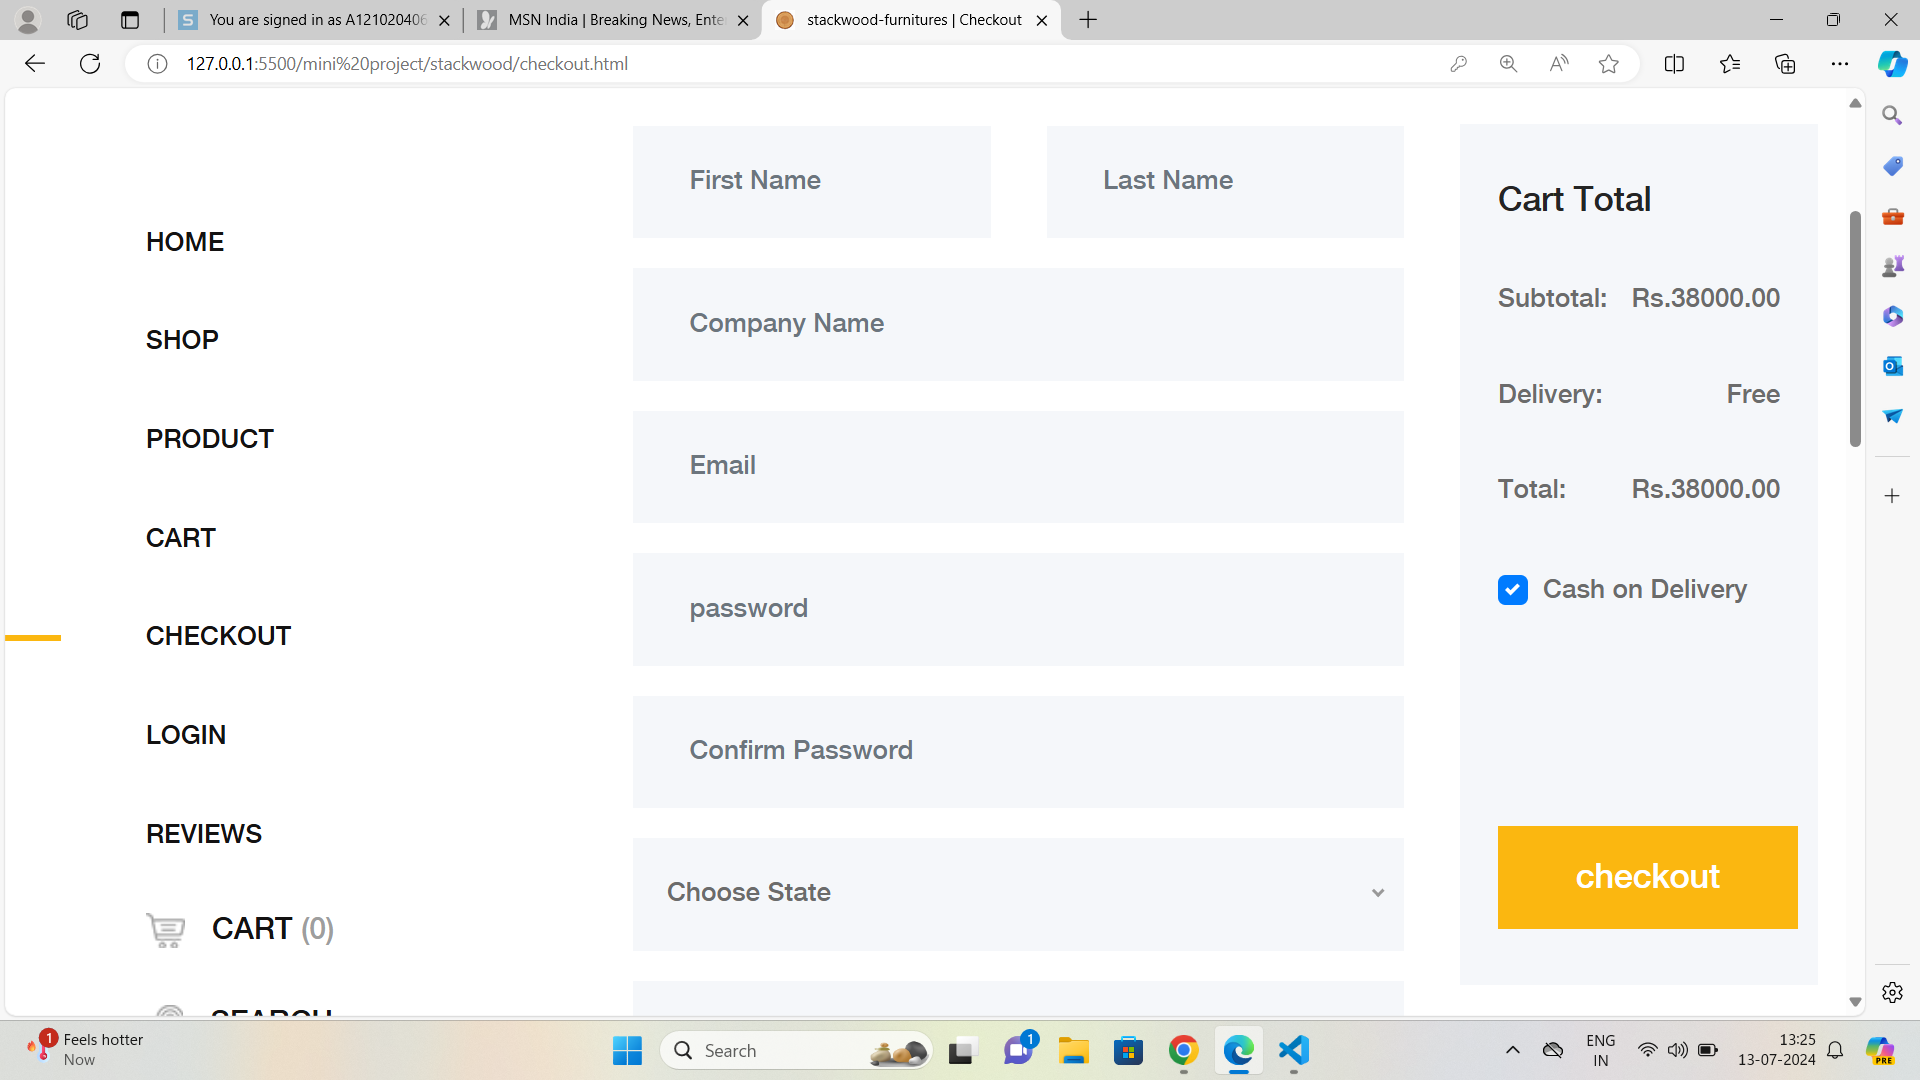 You are signed in as A121020406
MSN India | Breaking News, Ente
stackwood-furnitures | Checkout
127.0.0.1:5500/mini%20project/stackwood/checkout.html
HOME
SHOP
PRODUCT
CART
CHECKOUT
LOGIN
REVIEWS
CART (0)
SEARCH
First Name
Last Name
Company Name
Email
password
Confirm Password
Choose State
Cart Total
Subtotal: Rs.38000.00
Delivery: Free
Total: Rs.38000.00
Cash on Delivery
checkout
1
Feels hotter
Now
Search
1
ENG
IN
13:25
13-07-2024
PRE